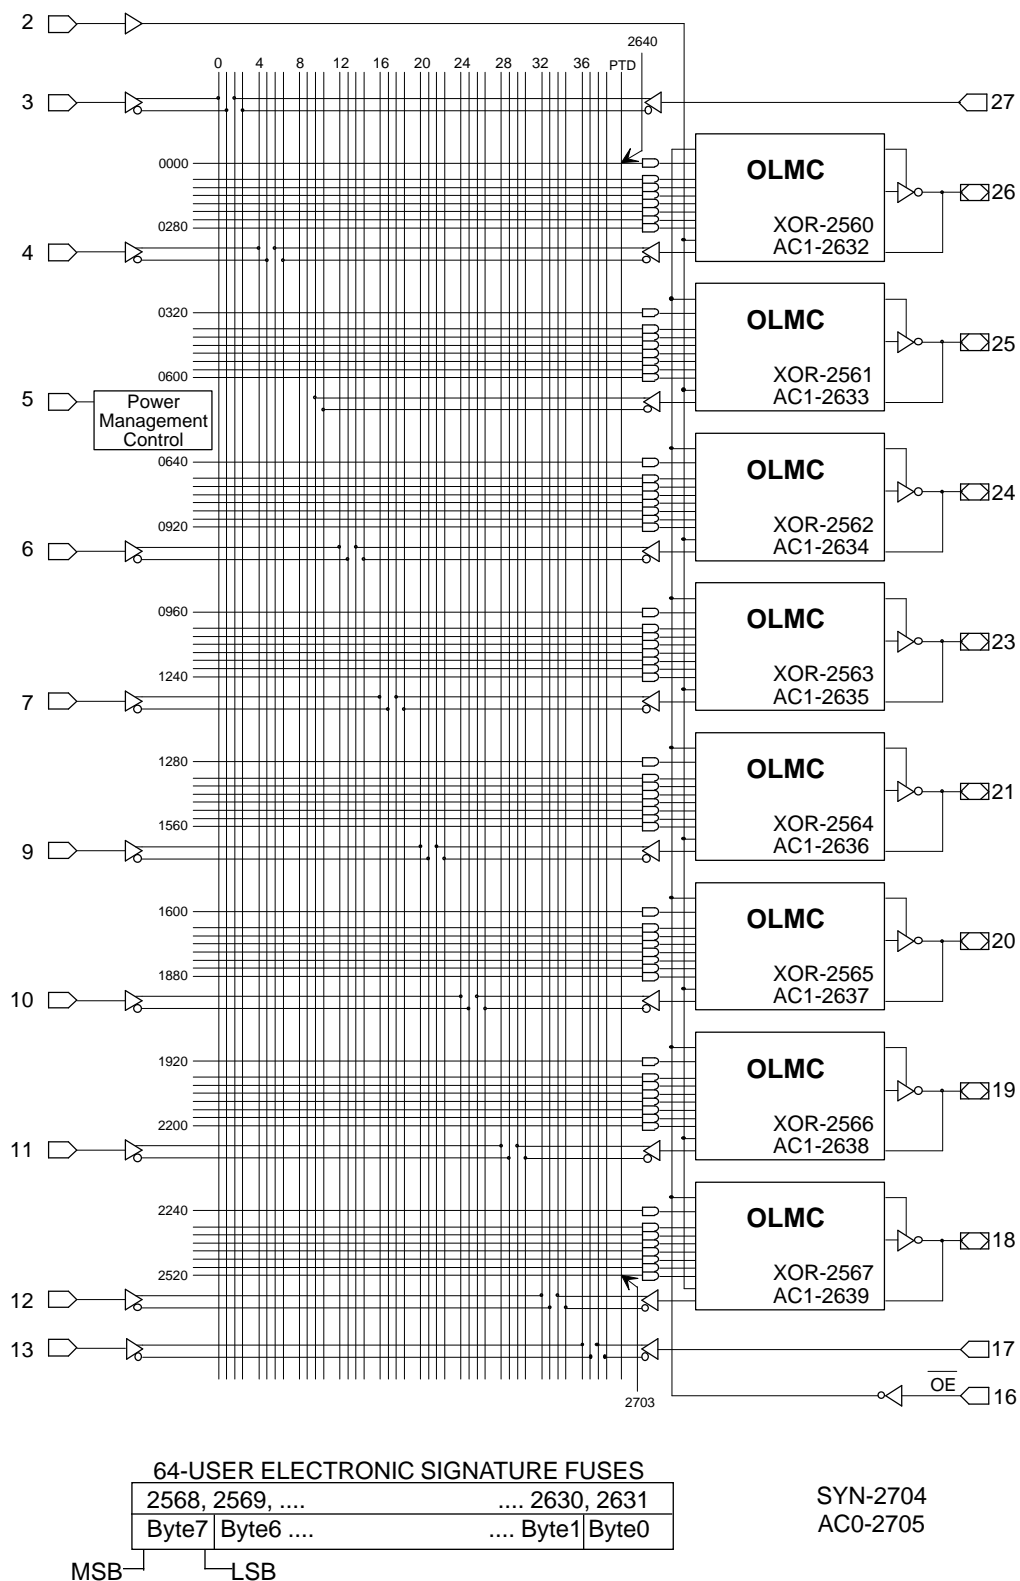 2
2640
0 4 8 12 16 20 24 28 32 36 PTD
3
27
0000
OLMC
26
XOR-2560
0280
AC1-2632
4
0320
OLMC
25
XOR-2561
0600
AC1-2633
5
Power
Management
Control
0640
OLMC
24
XOR-2562
0920
AC1-2634
6
0960
OLMC
23
XOR-2563
1240
AC1-2635
7
1280
OLMC
21
XOR-2564
1560
AC1-2636
9
1600
OLMC
20
XOR-2565
1880
AC1-2637
10
1920
OLMC
19
XOR-2566
2200
AC1-2638
11
2240
OLMC
18
XOR-2567
2520
AC1-2639
12
13
17
OE
16
2703
64-USER ELECTRONIC SIGNATURE FUSES
2568, 2569, .... .... 2630, 2631
Byte7 Byte6 .... .... Byte1 Byte0
MSB LSB
SYN-2704
AC0-2705